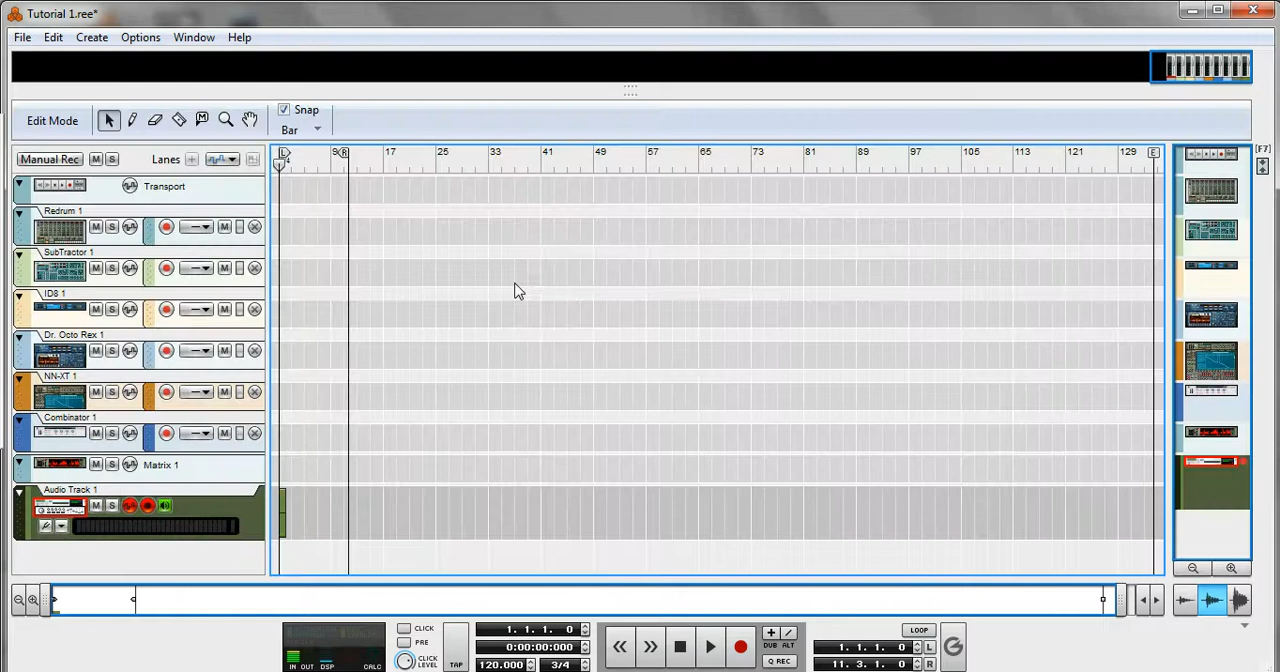 Tutorial 1.ree*
File Edit Create Options Window Help
Edit Mode M Snap
Bar
Manual Rec M S Lanes
L 9 R 17 25 33 41 49 57 65 73 81 89 97 105 113 121 129 E
[F7]
Transport
Redrum 1
M S M
SubTractor 1
M S M
ID8 1
M S M
Dr. Octo Rex 1
M S M
NN-XT 1
M S M
Combinator 1
M S M
Matrix 1
M S
Audio Track 1
M S
CLICK
PRE
CLICK LEVEL
TAP
IN OUT DSP CALC
1. 1. 1. 0
0:00:00:000
120.000 3/4
DUB ALT
Q REC
LOOP
1. 1. 1. 0 L
11. 3. 1. 0 R